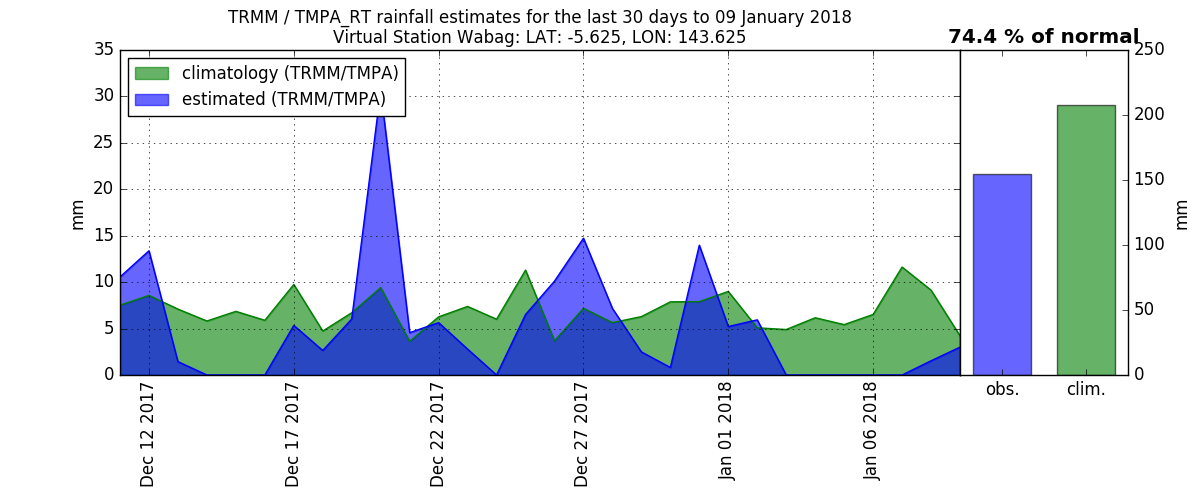 TRMM / TMPA_RT rainfall estimates for the last 30 days to 09 January 2018
Virtual Station Wabag: LAT: -5.625, LON: 143.625
74.4 % of normal
climatology (TRMM/TMPA)
estimated (TRMM/TMPA)
35
30
25
20
15
10
5
0
mm
Dec 12 2017
Dec 17 2017
Dec 22 2017
Dec 27 2017
Jan 01 2018
Jan 06 2018
250
200
150
100
50
0
mm
obs.
clim.